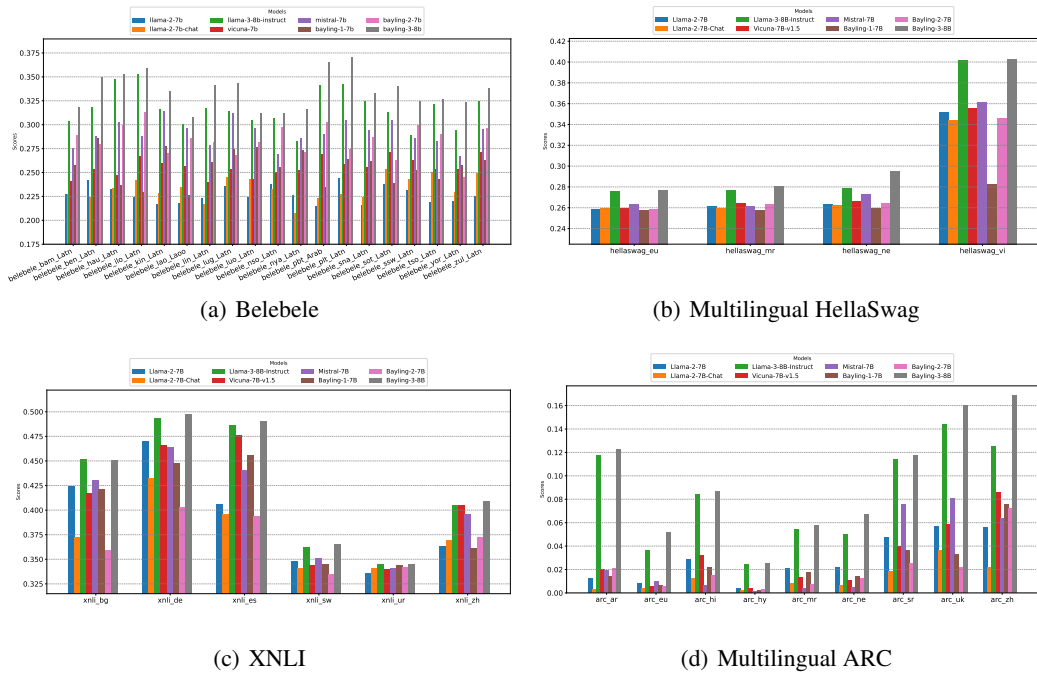 Models
llama-2-7b llama-3-8b-instruct mistral-7b bayling-2-7b
llama-2-7b-chat vicuna-7b bayling-1-7b bayling-3-8b
Scores
0.375
0.350
0.325
0.300
0.275
0.250
0.225
0.200
0.175
belebele_bam_Latn
belebele_ben_Latn
belebele_hau_Latn
belebele_ilo_Latn
belebele_kin_Latn
belebele_lao_Laoo
belebele_lin_Latn
belebele_lug_Latn
belebele_luo_Latn
belebele_nso_Latn
belebele_nya_Latn
belebele_pbt_Arab
belebele_plt_Latn
belebele_sna_Latn
belebele_sot_Latn
belebele_ssw_Latn
belebele_tso_Latn
belebele_yor_Latn
belebele_zul_Latn
(a) Belebele
Models
Llama-2-7B Llama-3-8B-Instruct Mistral-7B Bayling-2-7B
Llama-2-7B-Chat Vicuna-7B-v1.5 Bayling-1-7B Bayling-3-8B
Scores
0.42
0.40
0.38
0.36
0.34
0.32
0.30
0.28
0.26
0.24
hellaswag_eu hellaswag_mr hellaswag_ne hellaswag_vi
(b) Multilingual HellaSwag
Models
Llama-2-7B Llama-3-8B-Instruct Mistral-7B Bayling-2-7B
Llama-2-7B-Chat Vicuna-7B-v1.5 Bayling-1-7B Bayling-3-8B
Scores
0.500
0.475
0.450
0.425
0.400
0.375
0.350
0.325
xnli_bg xnli_de xnli_es xnli_sw xnli_ur xnli_zh
(c) XNLI
Models
Llama-2-7B Llama-3-8B-Instruct Mistral-7B Bayling-2-7B
Llama-2-7B-Chat Vicuna-7B-v1.5 Bayling-1-7B Bayling-3-8B
Scores
0.16
0.14
0.12
0.10
0.08
0.06
0.04
0.02
0.00
arc_ar arc_eu arc_hi arc_hy arc_mr arc_ne arc_sr arc_uk arc_zh
(d) Multilingual ARC